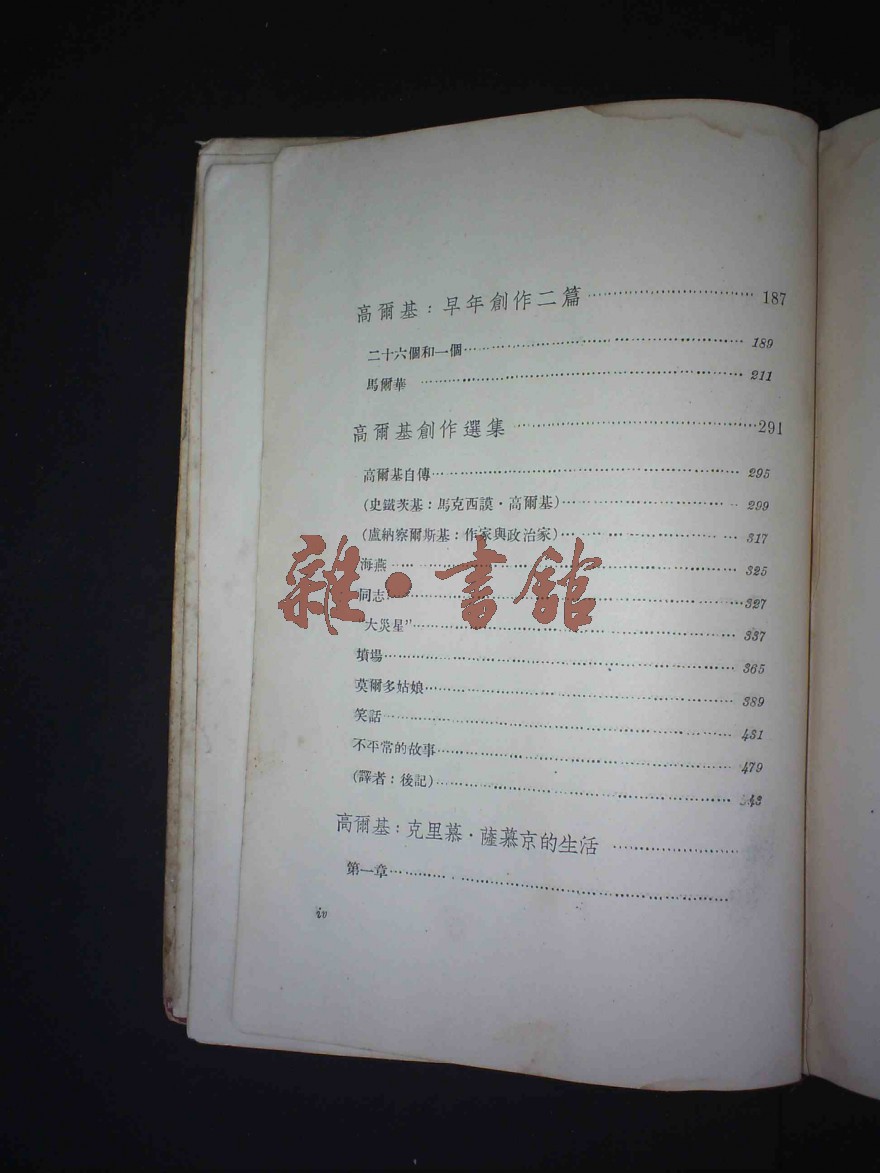 高爾基：早年創作二篇 187
二十六個和一個 189
馬爾華 211
高爾基創作選集 291
高爾基自傳 295
(史鐵茨基：馬克西謨·高爾基) 299
(盧納察爾斯基：作家與政治家) 317
海燕 325
同志! 327
"大災星" 337
墳場 365
莫爾多姑娘 389
笑話 431
不平常的故事 479
(譯者：後記)
高爾基：克里慕·薩慕京的生活
第一章
iv
雜·書館